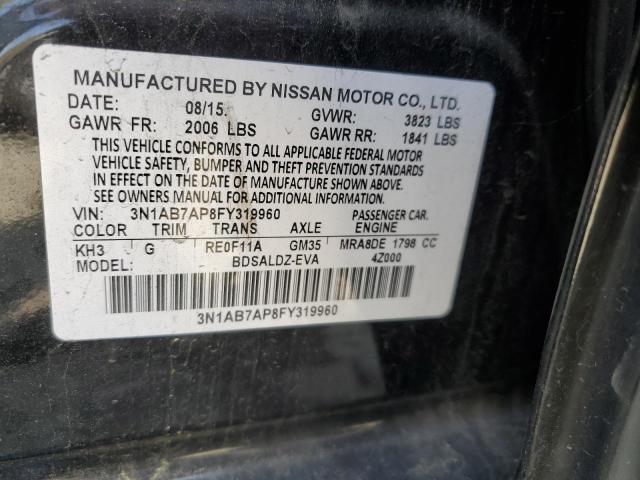 MANUFACTURED BY NISSAN MOTOR CO., LTD.
DATE: 08/15. GVWR: 3823 LBS
GAWR FR: 2006 LBS GAWR RR: 1841 LBS
THIS VEHICLE CONFORMS TO ALL APPLICABLE FEDERAL MOTOR
VEHICLE SAFETY, BUMPER AND THEFT PREVENTION STANDARDS
IN EFFECT ON THE DATE OF MANUFACTURE SHOWN ABOVE.
SEE OWNERS MANUAL FOR ADDITIONAL INFORMATION.
VIN: 3N1AB7AP8FY319960 PASSENGER CAR.
COLOR TRIM TRANS AXLE ENGINE
KH3 G RE0F11A GM35 MRA8DE 1798 CC
MODEL: BDSALDZ-EVA 4Z000
3N1AB7AP8FY319960